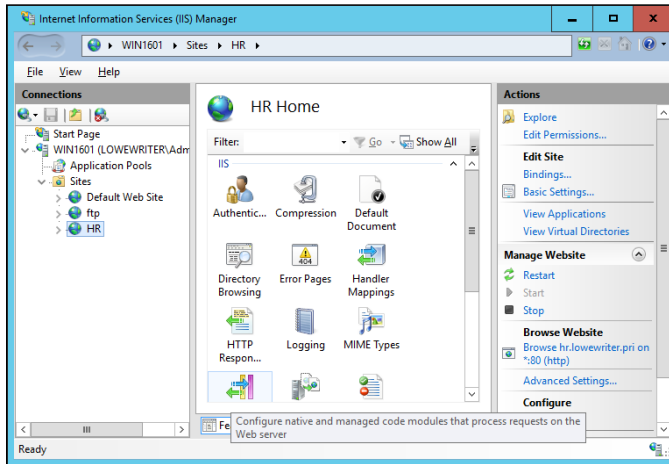 Internet Information Services (IIS) Manager
WIN1601 Sites HR
File View Help
Connections
Start Page
WIN1601 (LOWEWRITER\Adm
Application Pools
Sites
Default Web Site
ftp
HR
HR Home
Filter: Go Show All
IIS
Authentic... Compression Default
Document
Directory
Browsing
Error Pages
Handler
Mappings
HTTP
Respon...
Logging
MIME Types
Configure native and managed code modules that process requests on the
Web server
Actions
Explore
Edit Permissions...
Edit Site
Bindings...
Basic Settings...
View Applications
View Virtual Directories
Manage Website
Restart
Start
Stop
Browse Website
Browse hr.lowewriter.pri on
*:80 (http)
Advanced Settings...
Configure
Ready